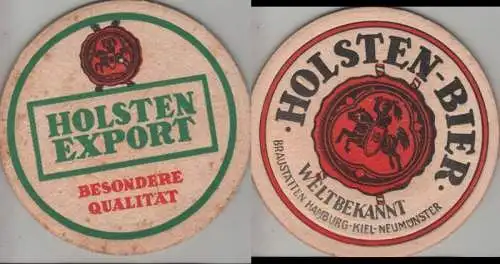 HOLSTEN
EXPORT
BESONDERE
QUALITÄT
· HOLSTEN-BIER ·
WELTBEKANNT
BRAUSTÄTTEN HAMBURG-KIEL-NEUMÜNSTER